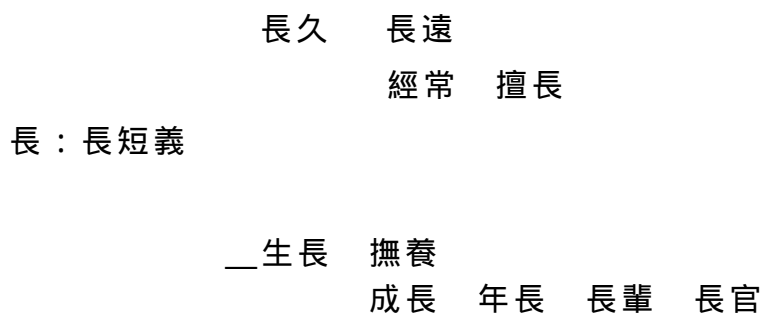 長久 長遠
經常 擅長
長：長短義
__生長 撫養
成長 年長 長輩 長官